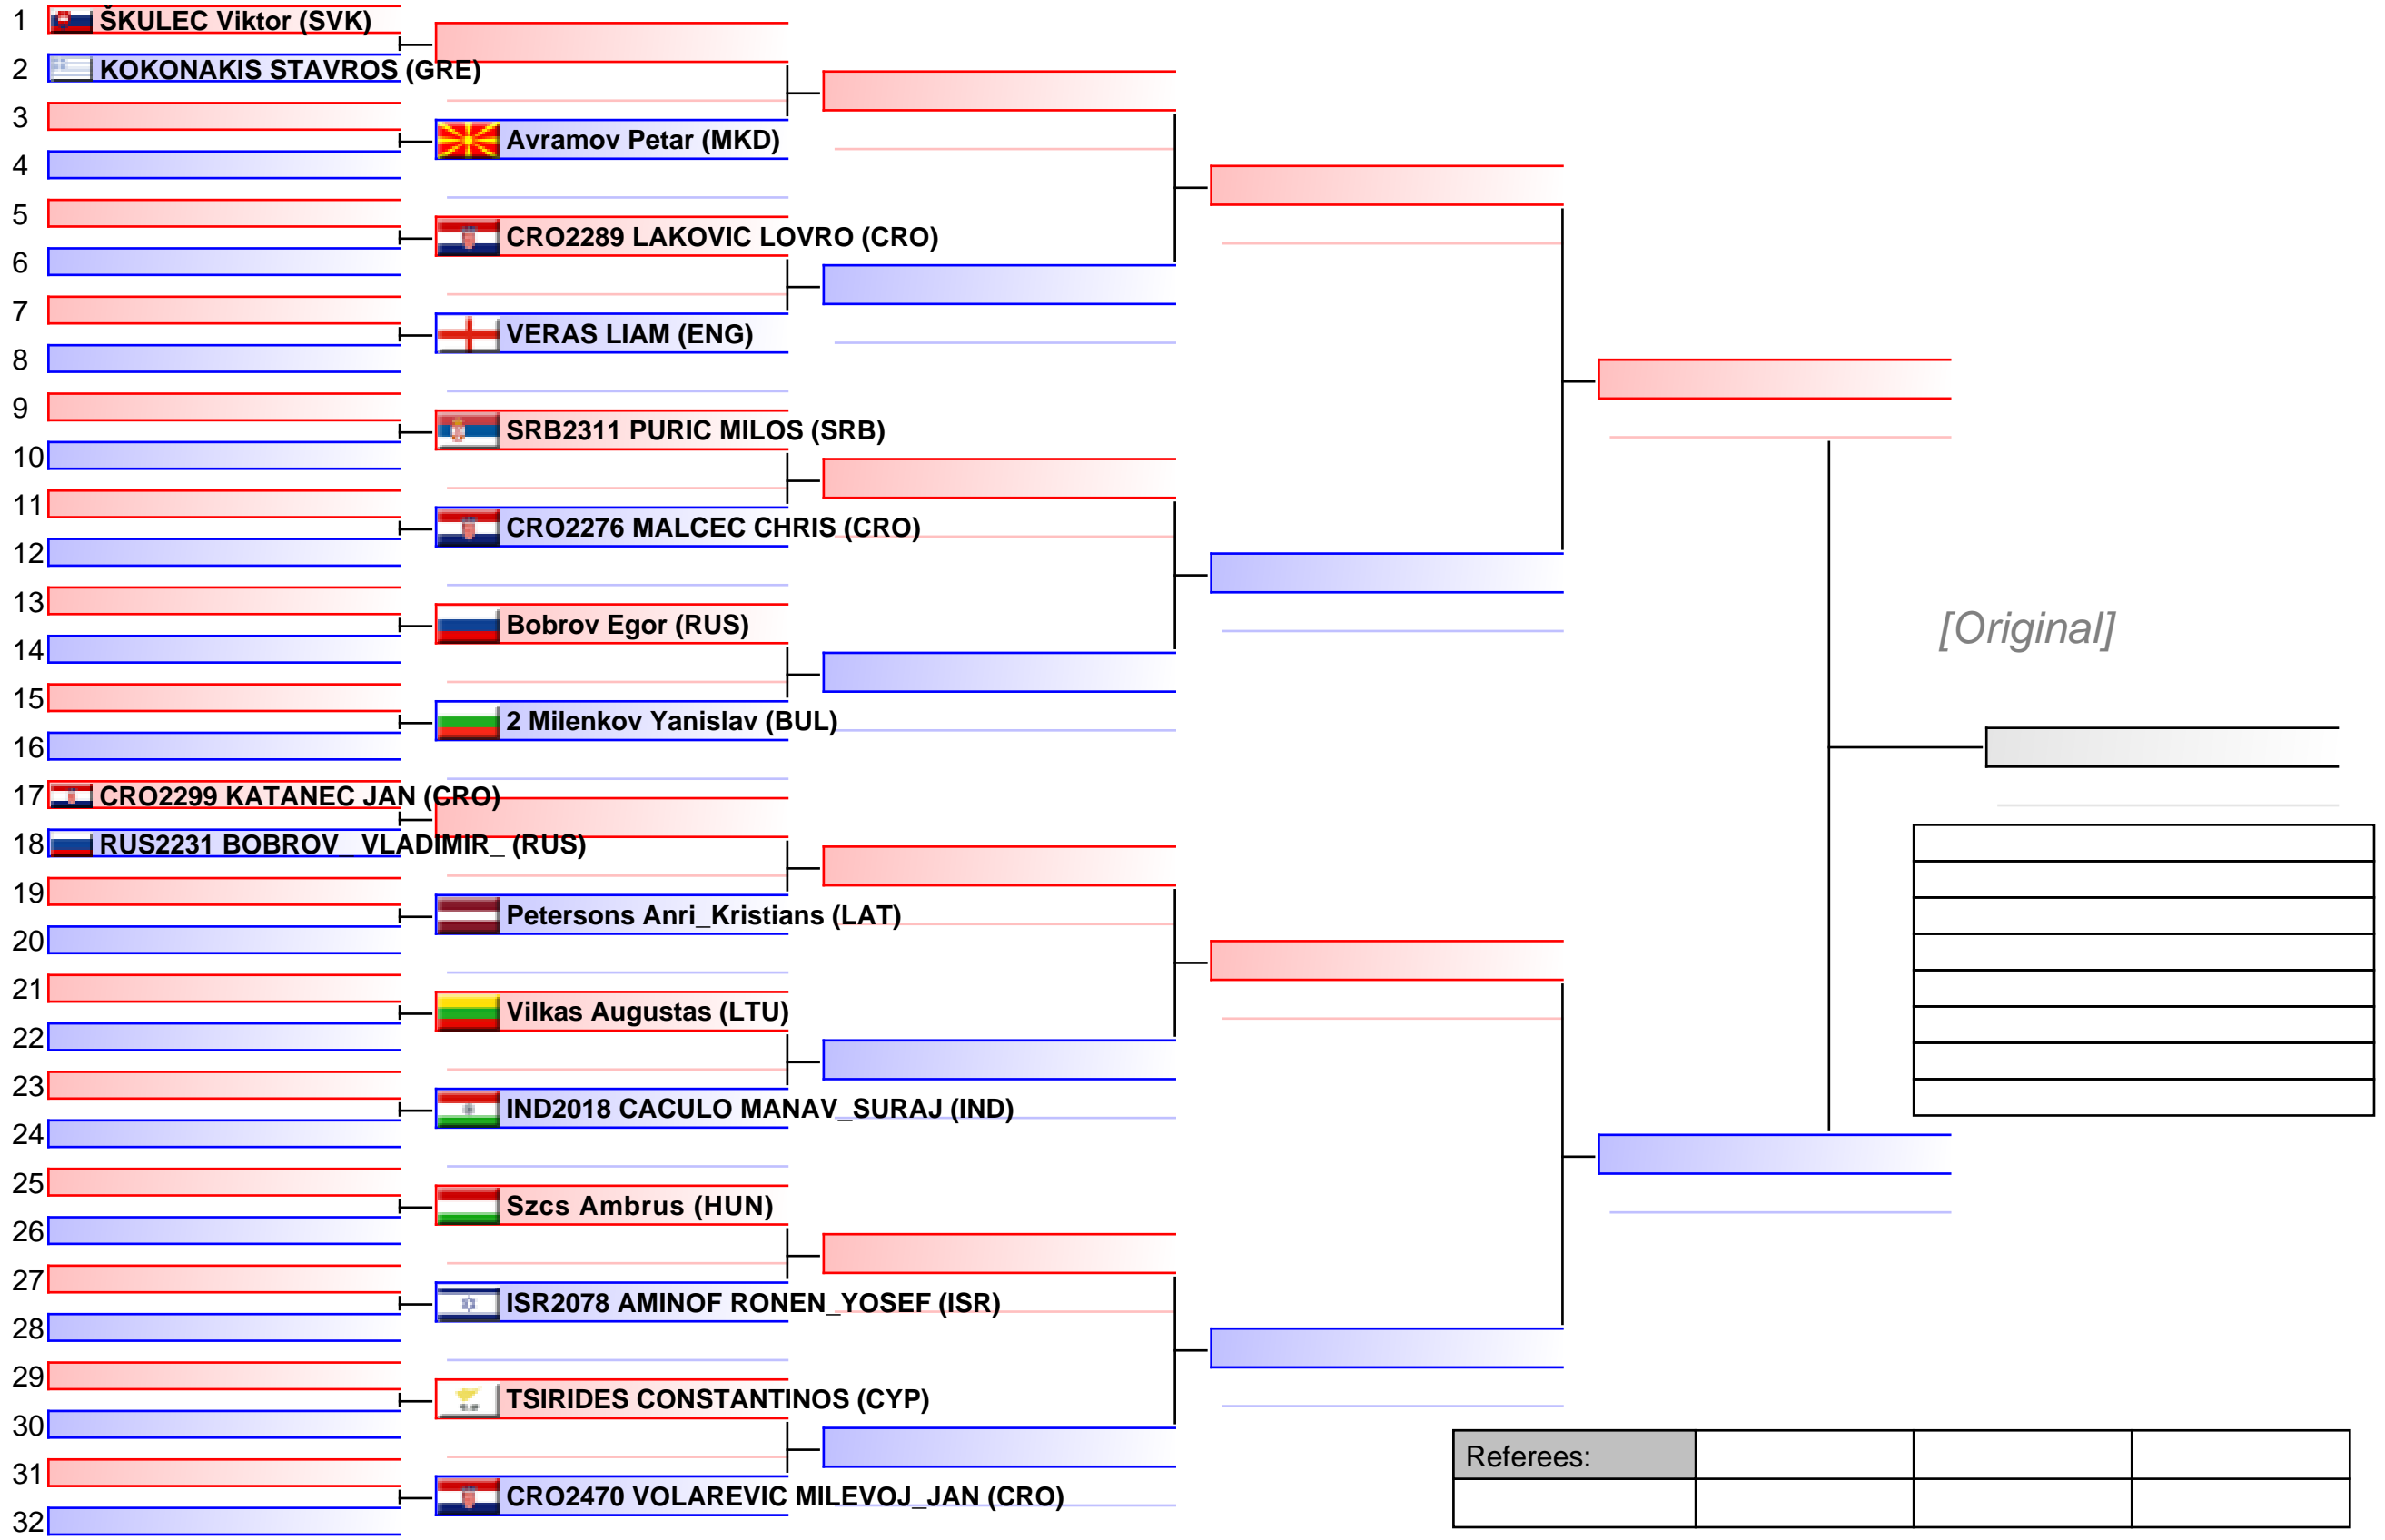 1 ŠKULEC Viktor (SVK)
2 KOKONAKIS STAVROS (GRE)
3
Avramov Petar (MKD)
4
5
CRO2289 LAKOVIC LOVRO (CRO)
6
7
VERAS LIAM (ENG)
8
9
SRB2311 PURIC MILOS (SRB)
10
11
CRO2276 MALCEC CHRIS (CRO)
12
13
Bobrov Egor (RUS)
14
[Original]
15
2 Milenkov Yanislav (BUL)
16
17 CRO2299 KATANEC JAN (CRO)
18 RUS2231 BOBROV_ VLADIMIR_ (RUS)
19
Petersons Anri_Kristians (LAT)
20
21
Vilkas Augustas (LTU)
22
23
IND2018 CACULO MANAV_SURAJ (IND)
24
25
Szcs Ambrus (HUN)
26
27
ISR2078 AMINOF RONEN_YOSEF (ISR)
28
29
TSIRIDES CONSTANTINOS (CYP)
30
Referees:
31
CRO2470 VOLAREVIC MILEVOJ_JAN (CRO)
32